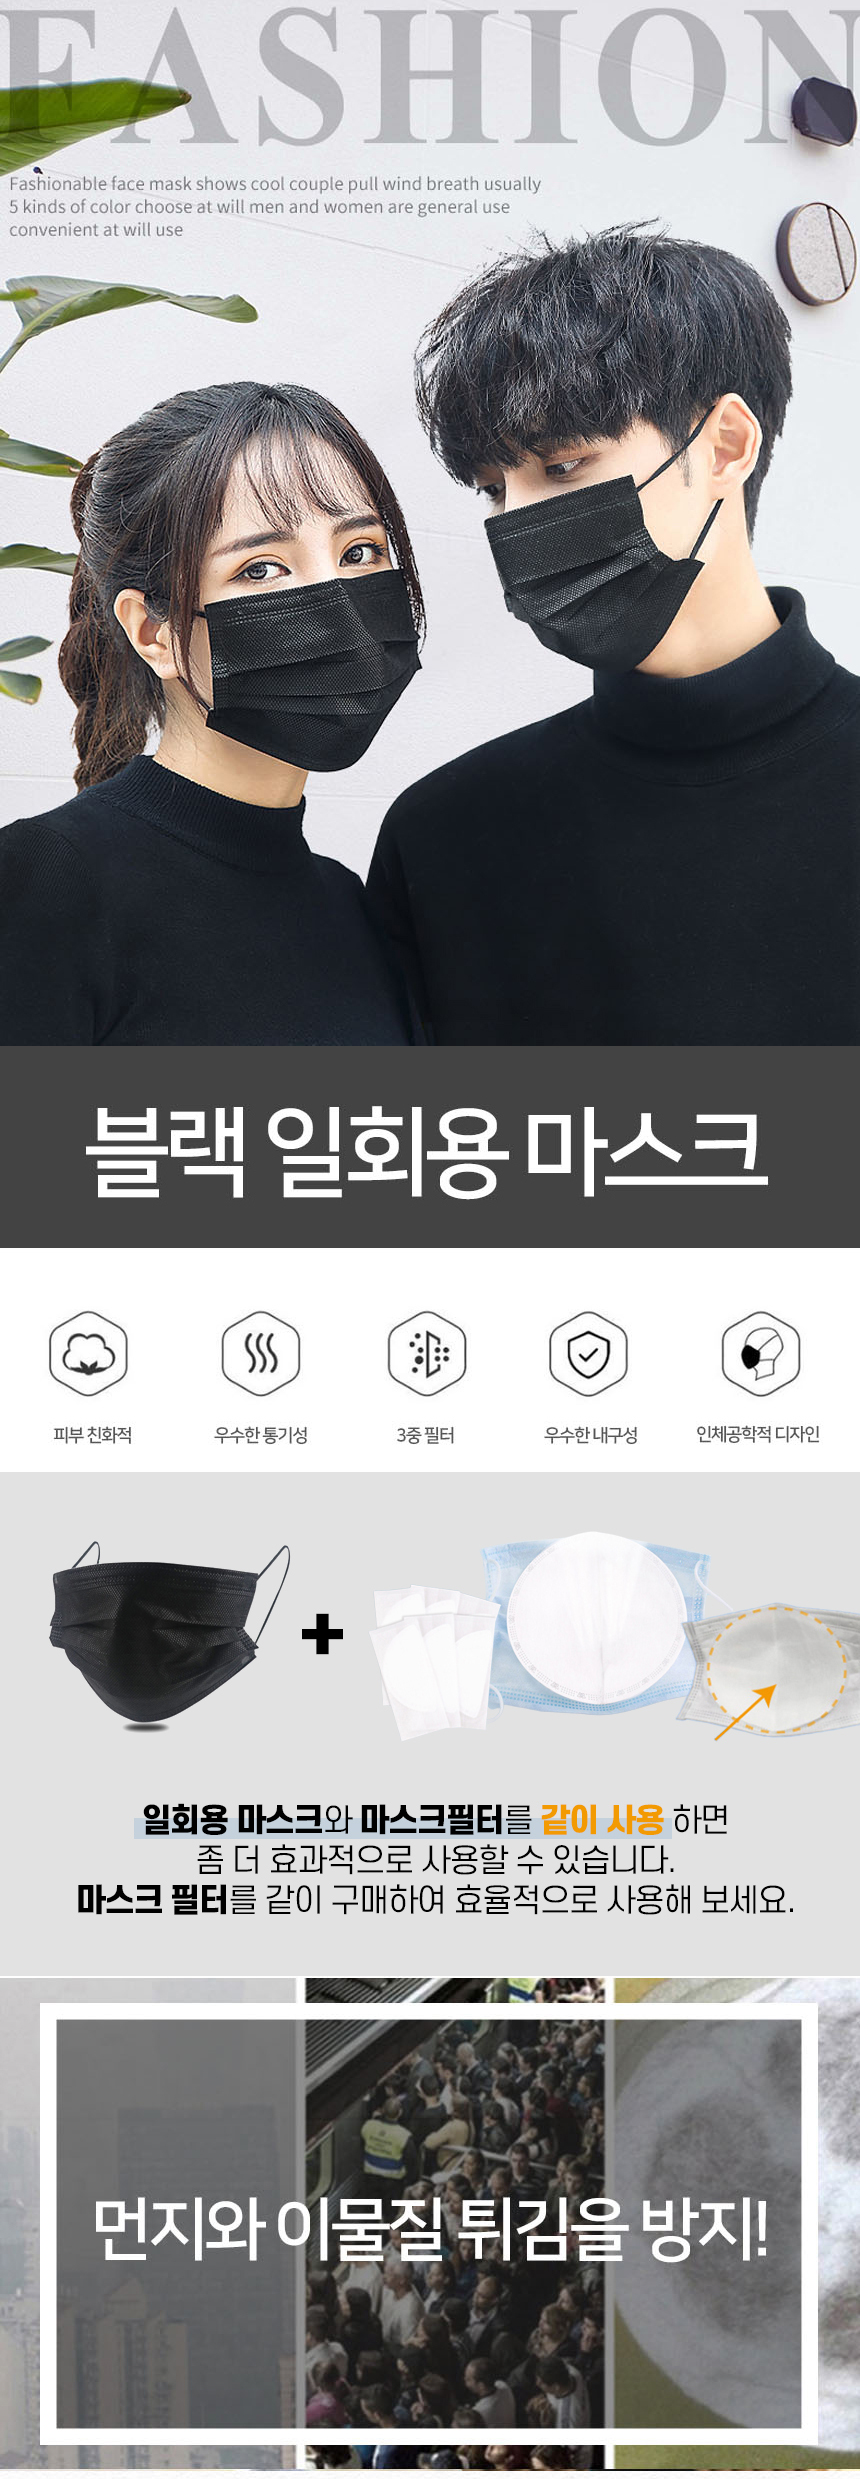 FASHION
Fashionable face mask shows cool couple pull wind breath usually
5 kinds of color choose at will men and women are general use
convenient at will use
블랙 일회용 마스크
피부 친화적
우수한 통기성
3중 필터
우수한 내구성
인체공학적 디자인
일회용 마스크와 마스크필터를 같이 사용 하면
좀 더 효과적으로 사용할 수 있습니다.
마스크 필터를 같이 구매하여 효율적으로 사용해 보세요.
먼지와 이물질 튀김을 방지!